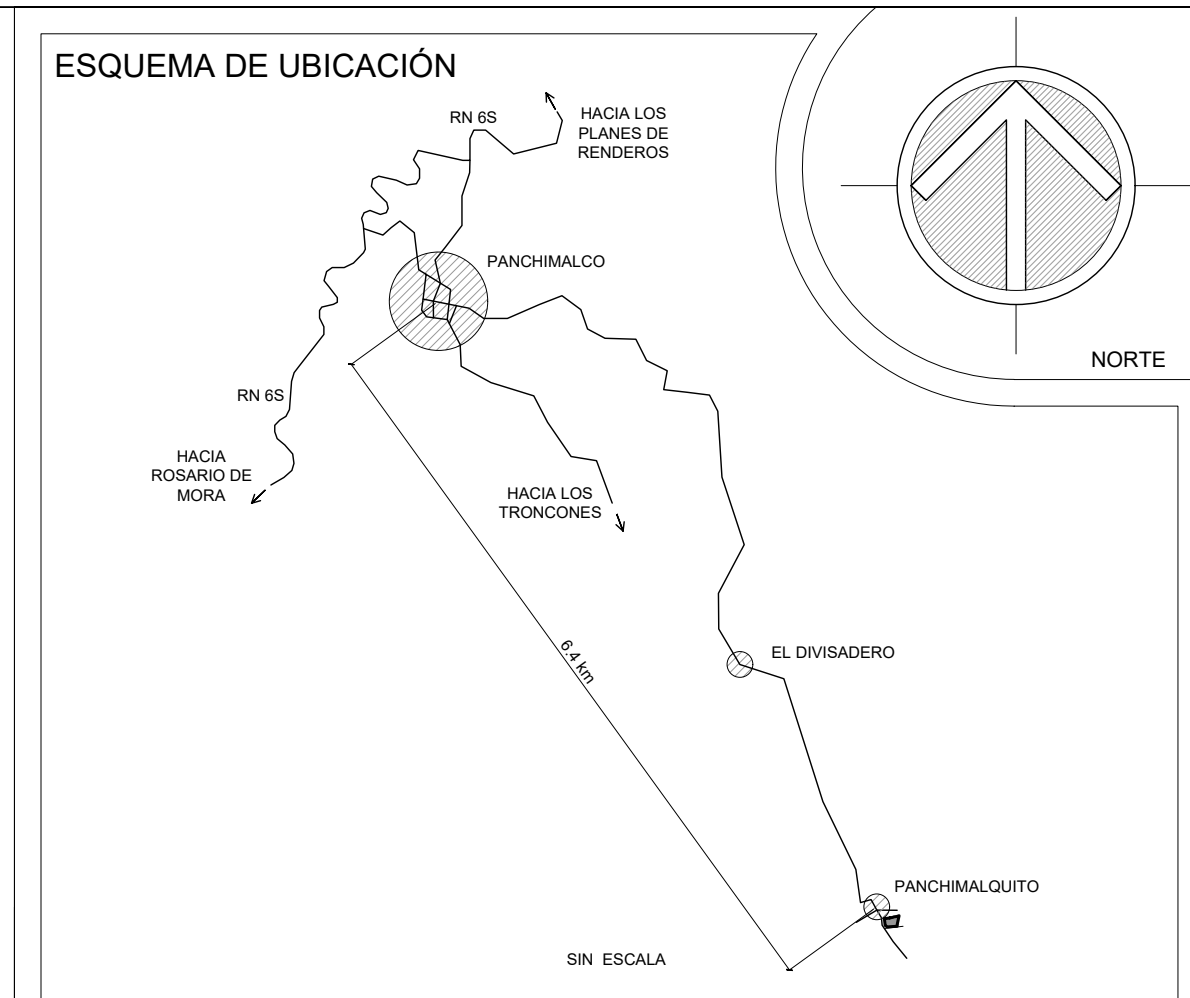 ESQUEMA DE UBICACIÓN
RN 6S
HACIA LOS
PLANES DE
RENDEROS
PANCHIMALCO
NORTE
RN 6S
HACIA
ROSARIO DE
MORA
HACIA LOS
TRONCONES
6.4 km
EL DIVISADERO
PANCHIMALQUITO
SIN ESCALA